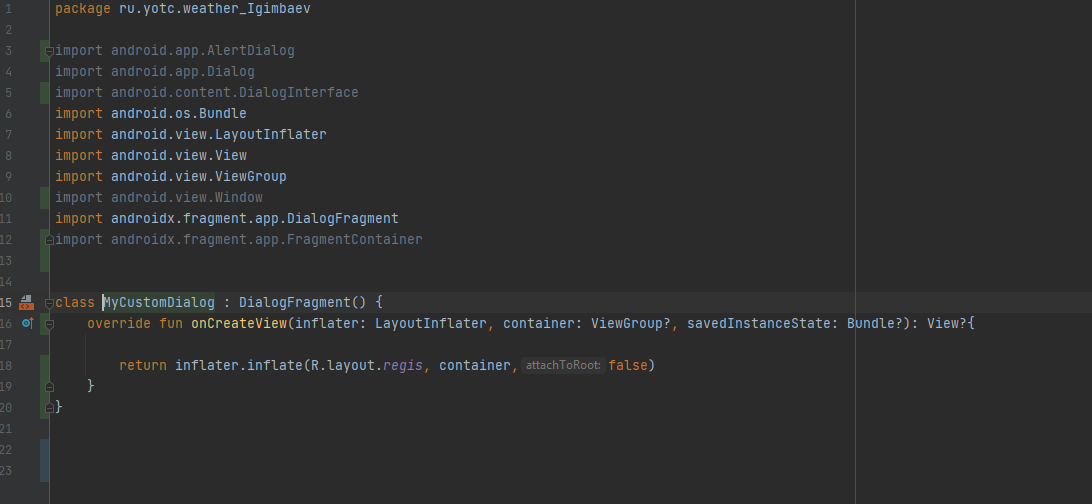 1 package ru.yotc.weather_Igimbaev
2
3 import android.app.AlertDialog
4 import android.app.Dialog
5 import android.content.DialogInterface
6 import android.os.Bundle
7 import android.view.LayoutInflater
8 import android.view.View
9 import android.view.ViewGroup
10 import android.view.Window
11 import androidx.fragment.app.DialogFragment
12 import androidx.fragment.app.FragmentContainer
13
14
15 class MyCustomDialog : DialogFragment() {
16 override fun onCreateView(inflater: LayoutInflater, container: ViewGroup?, savedInstanceState: Bundle?): View?{
17
18 return inflater.inflate(R.layout.regis, container, attachToRoot: false)
19 }
20 }
21
22
23